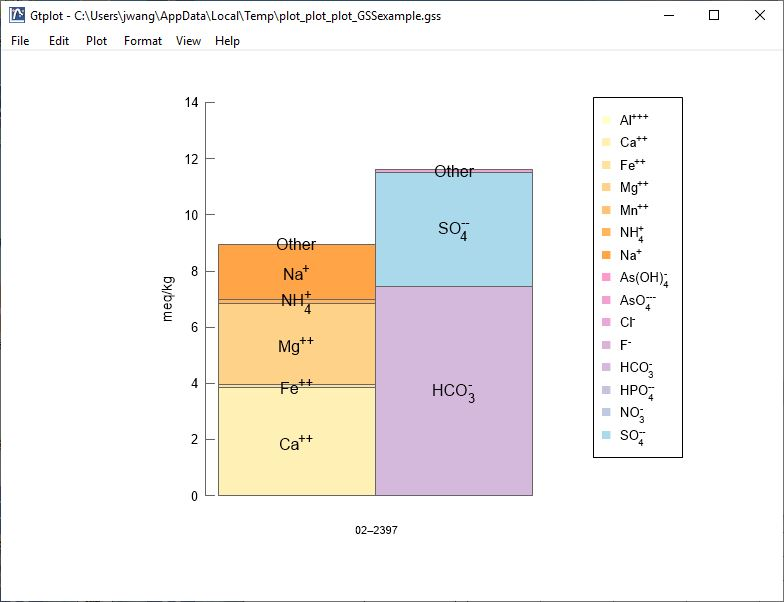 Gtplot - C:\Users\jwang\AppData\Local\Temp\plot_plot_plot_GSSexample.gss
File Edit Plot Format View Help
14
12
10
8
6
4
2
0
meq/kg
Other
Na⁺
NH₄⁺
Mg⁺⁺
Fe⁺⁺
Ca⁺⁺
Other
SO₄⁻⁻
HCO₃⁻
02–2397
Al⁺⁺⁺
Ca⁺⁺
Fe⁺⁺
Mg⁺⁺
Mn⁺⁺
NH₄⁺
Na⁺
As(OH)₄⁻
AsO₄⁻⁻⁻
Cl⁻
F⁻
HCO₃⁻
HPO₄⁻⁻
NO₃⁻
SO₄⁻⁻